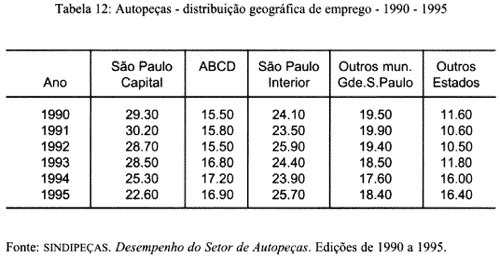 Tabela 12: Autopeças - distribuição geográfica de emprego - 1990 - 1995
Ano São Paulo Capital ABCD São Paulo Interior Outros mun. Gde.S.Paulo Outros Estados
1990 29.30 15.50 24.10 19.50 11.60
1991 30.20 15.80 23.50 19.90 10.60
1992 28.70 15.50 25.90 19.40 10.50
1993 28.50 16.80 24.40 18.50 11.80
1994 25.30 17.20 23.90 17.60 16.00
1995 22.60 16.90 25.70 18.40 16.40
Fonte: SINDIPEÇAS. Desempenho do Setor de Autopeças. Edições de 1990 a 1995.